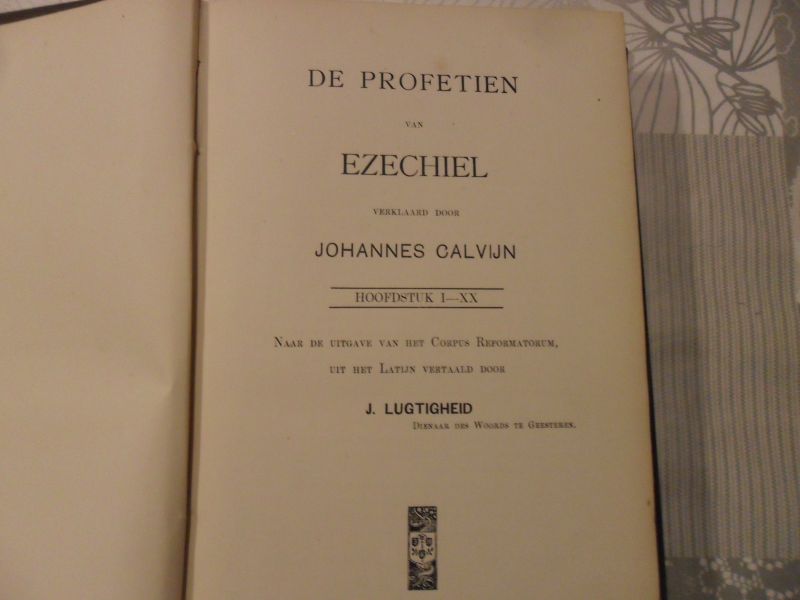 DE PROFETIEN
VAN
EZECHIEL
VERKLAARD DOOR
JOHANNES CALVIJN
HOOFDSTUK I—XX
NAAR DE UITGAVE VAN HET CORPUS REFORMATORUM,
UIT HET LATIJN VERTAALD DOOR
J. LUGTIGHEID
DIENAAR DES WOORDS TE GEESTEREN.